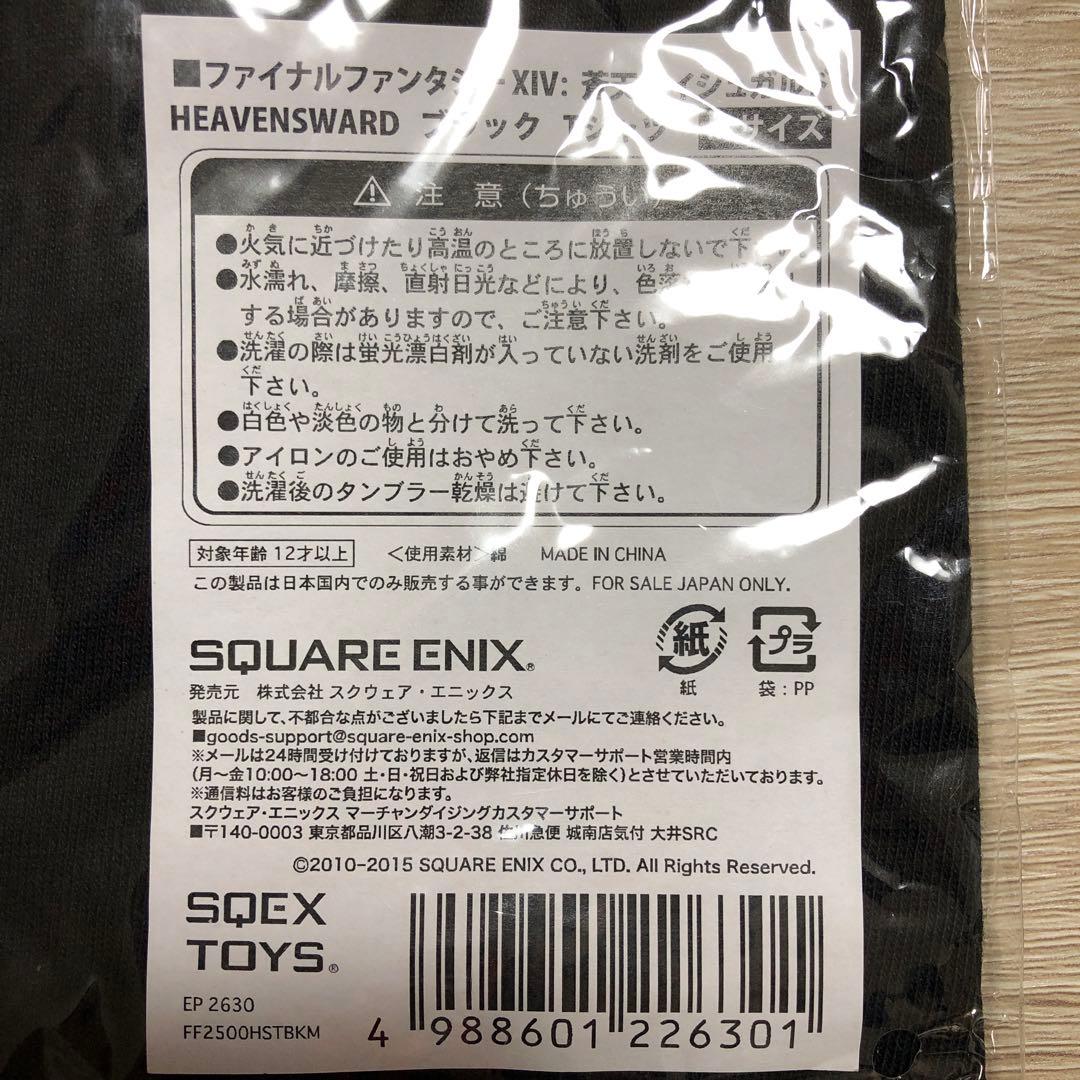 ■ファイナルファンタジーXIV: 蒼天 イシュガルド
HEAVENSWARD ブラック Tシャツ サイズ
⚠ 注 意 (ちゅうい)
●火気に近づけたり高温のところに放置しないで下
●水濡れ、摩擦、直射日光などにより、色落
する場合がありますので、ご注意下さい。
●洗濯の際は蛍光漂白剤が入っていない洗剤をご使用
下さい。
●白色や淡色の物と分けて洗って下さい。
●アイロンのご使用はおやめ下さい。
●洗濯後のタンブラー乾燥は避けて下さい。
対象年齢 12才以上 <使用素材>綿 MADE IN CHINA
この製品は日本国内でのみ販売する事ができます。FOR SALE JAPAN ONLY.
SQUARE ENIX®
紙 プラ
発売元 株式会社 スクウェア・エニックス 紙 袋:PP
製品に関して、不都合な点がございましたら下記までメールにてご連絡ください。
■goods-support@square-enix-shop.com
※メールは24時間受け付けておりますが、返信はカスタマーサポート営業時間内
(月〜金10:00〜18:00 土・日・祝日および弊社指定休日を除く)とさせていただいております。
※通信料はお客様のご負担になります。
スクウェア・エニックス マーチャンダイジングカスタマーサポート
■〒140-0003 東京都品川区八潮3-2-38 佐川急便 城南店気付 大井SRC
©2010-2015 SQUARE ENIX CO., LTD. All Rights Reserved.
SQEX
TOYS®
EP 2630
FF2500HSTBKM
4 988601 226301